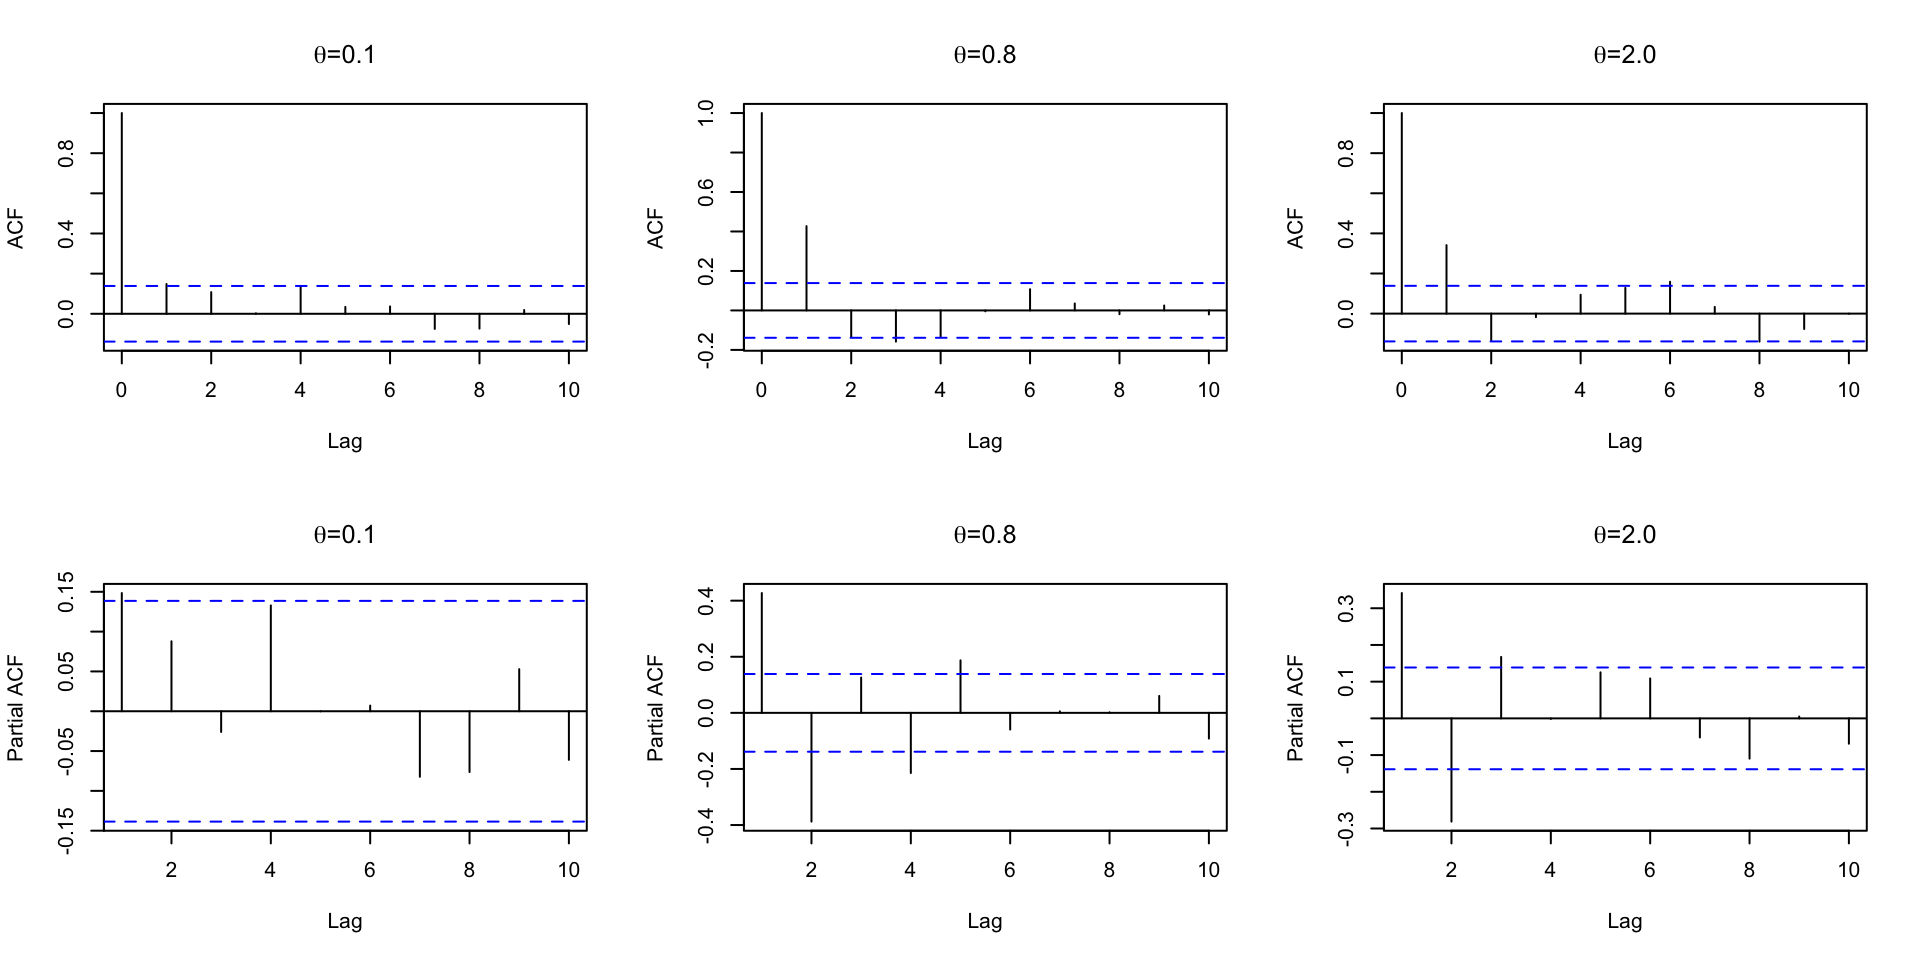 θ=0.1
ACF
0.0 0.4 0.8
0 2 4 6 8 10
Lag
θ=0.8
ACF
-0.2 0.2 0.6 1.0
0 2 4 6 8 10
Lag
θ=2.0
ACF
0.0 0.4 0.8
0 2 4 6 8 10
Lag
θ=0.1
Partial ACF
-0.15 -0.05 0.05 0.15
2 4 6 8 10
Lag
θ=0.8
Partial ACF
-0.4 -0.2 0.0 0.2 0.4
2 4 6 8 10
Lag
θ=2.0
Partial ACF
-0.3 -0.1 0.1 0.3
2 4 6 8 10
Lag